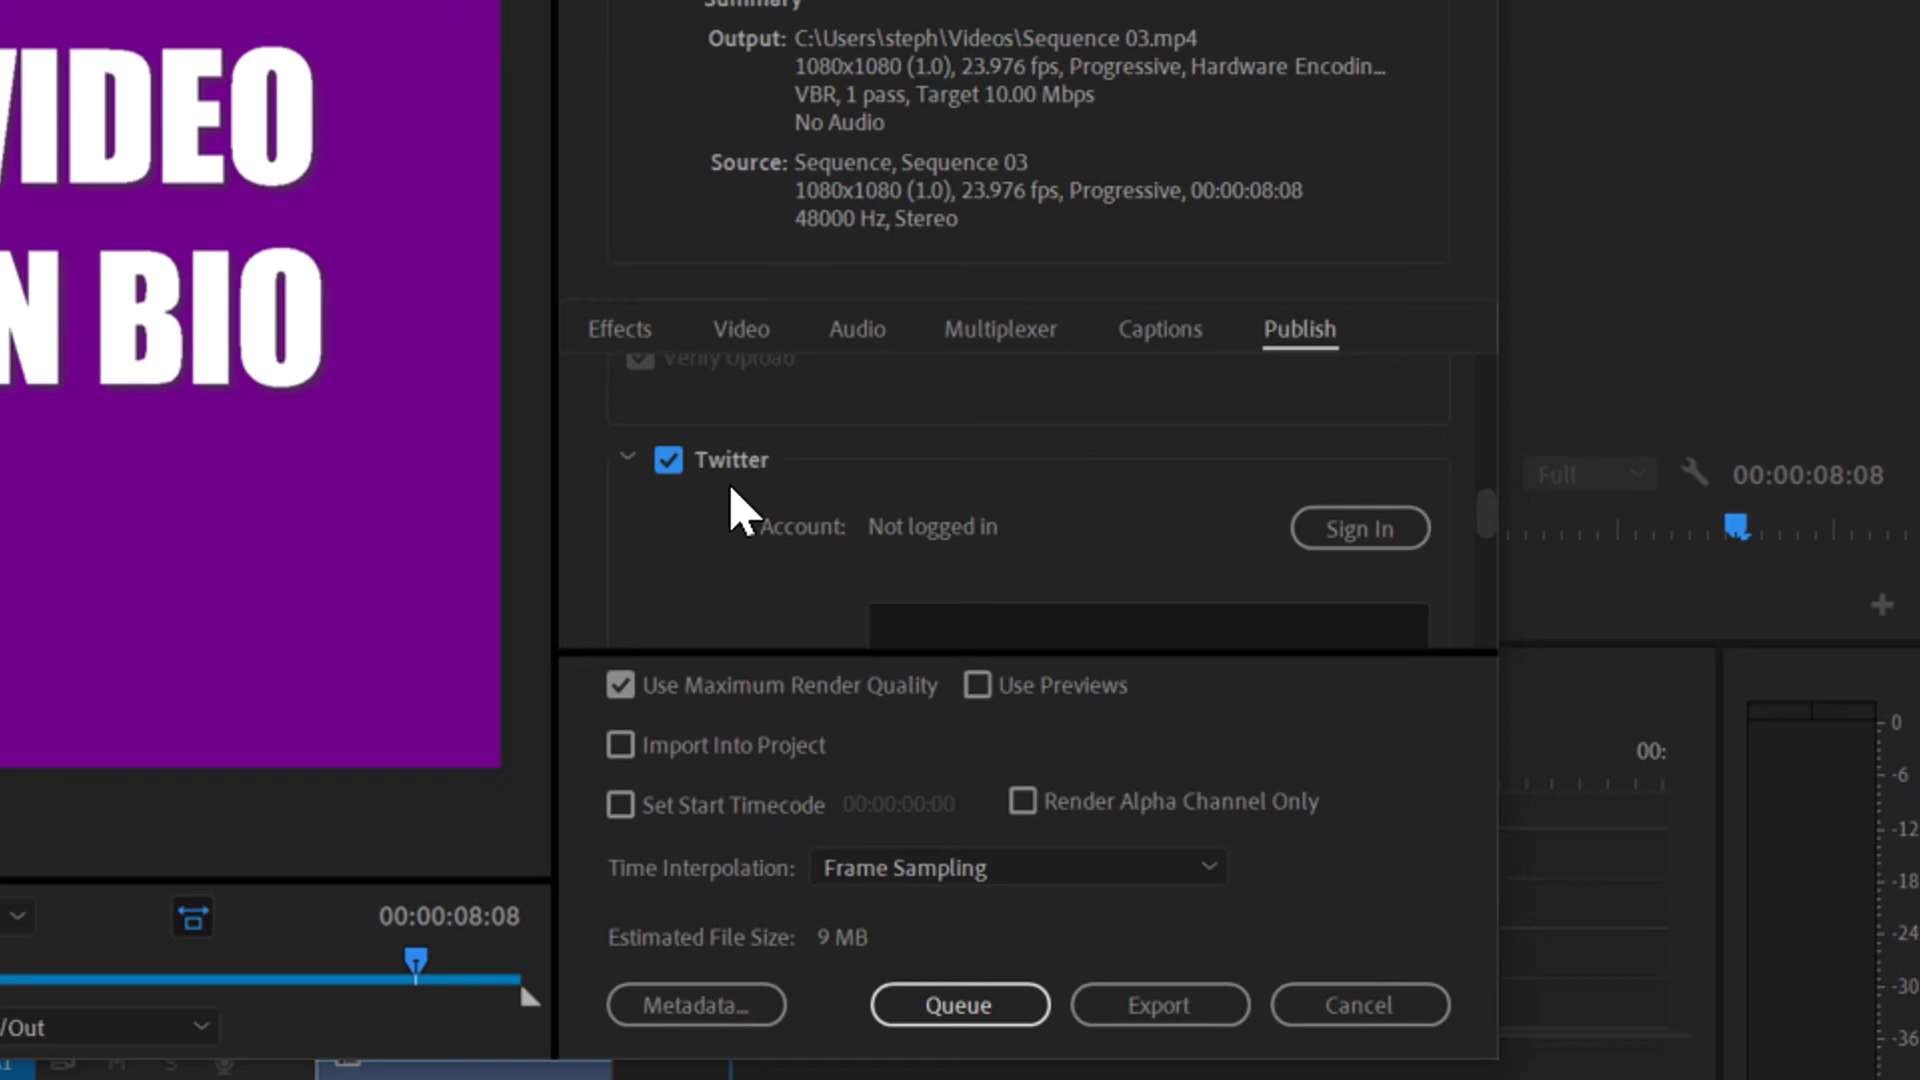 VIDEO
N BIO
Summary
Output: C:\Users\steph\Videos\Sequence 03.mp4
1080x1080 (1.0), 23.976 fps, Progressive, Hardware Encodin...
VBR, 1 pass, Target 10.00 Mbps
No Audio
Source: Sequence, Sequence 03
1080x1080 (1.0), 23.976 fps, Progressive, 00:00:08:08
48000 Hz, Stereo
Effects Video Audio Multiplexer Captions Publish
Verify Upload
Twitter
Account: Not logged in Sign In
Use Maximum Render Quality Use Previews
Import Into Project
Set Start Timecode 00:00:00:00 Render Alpha Channel Only
Time Interpolation: Frame Sampling
Estimated File Size: 9 MB
Metadata... Queue Export Cancel
00:00:08:08
/Out
M S
Full 00:00:08:08
00:
0
-6
-12
-18
-24
-30
-36